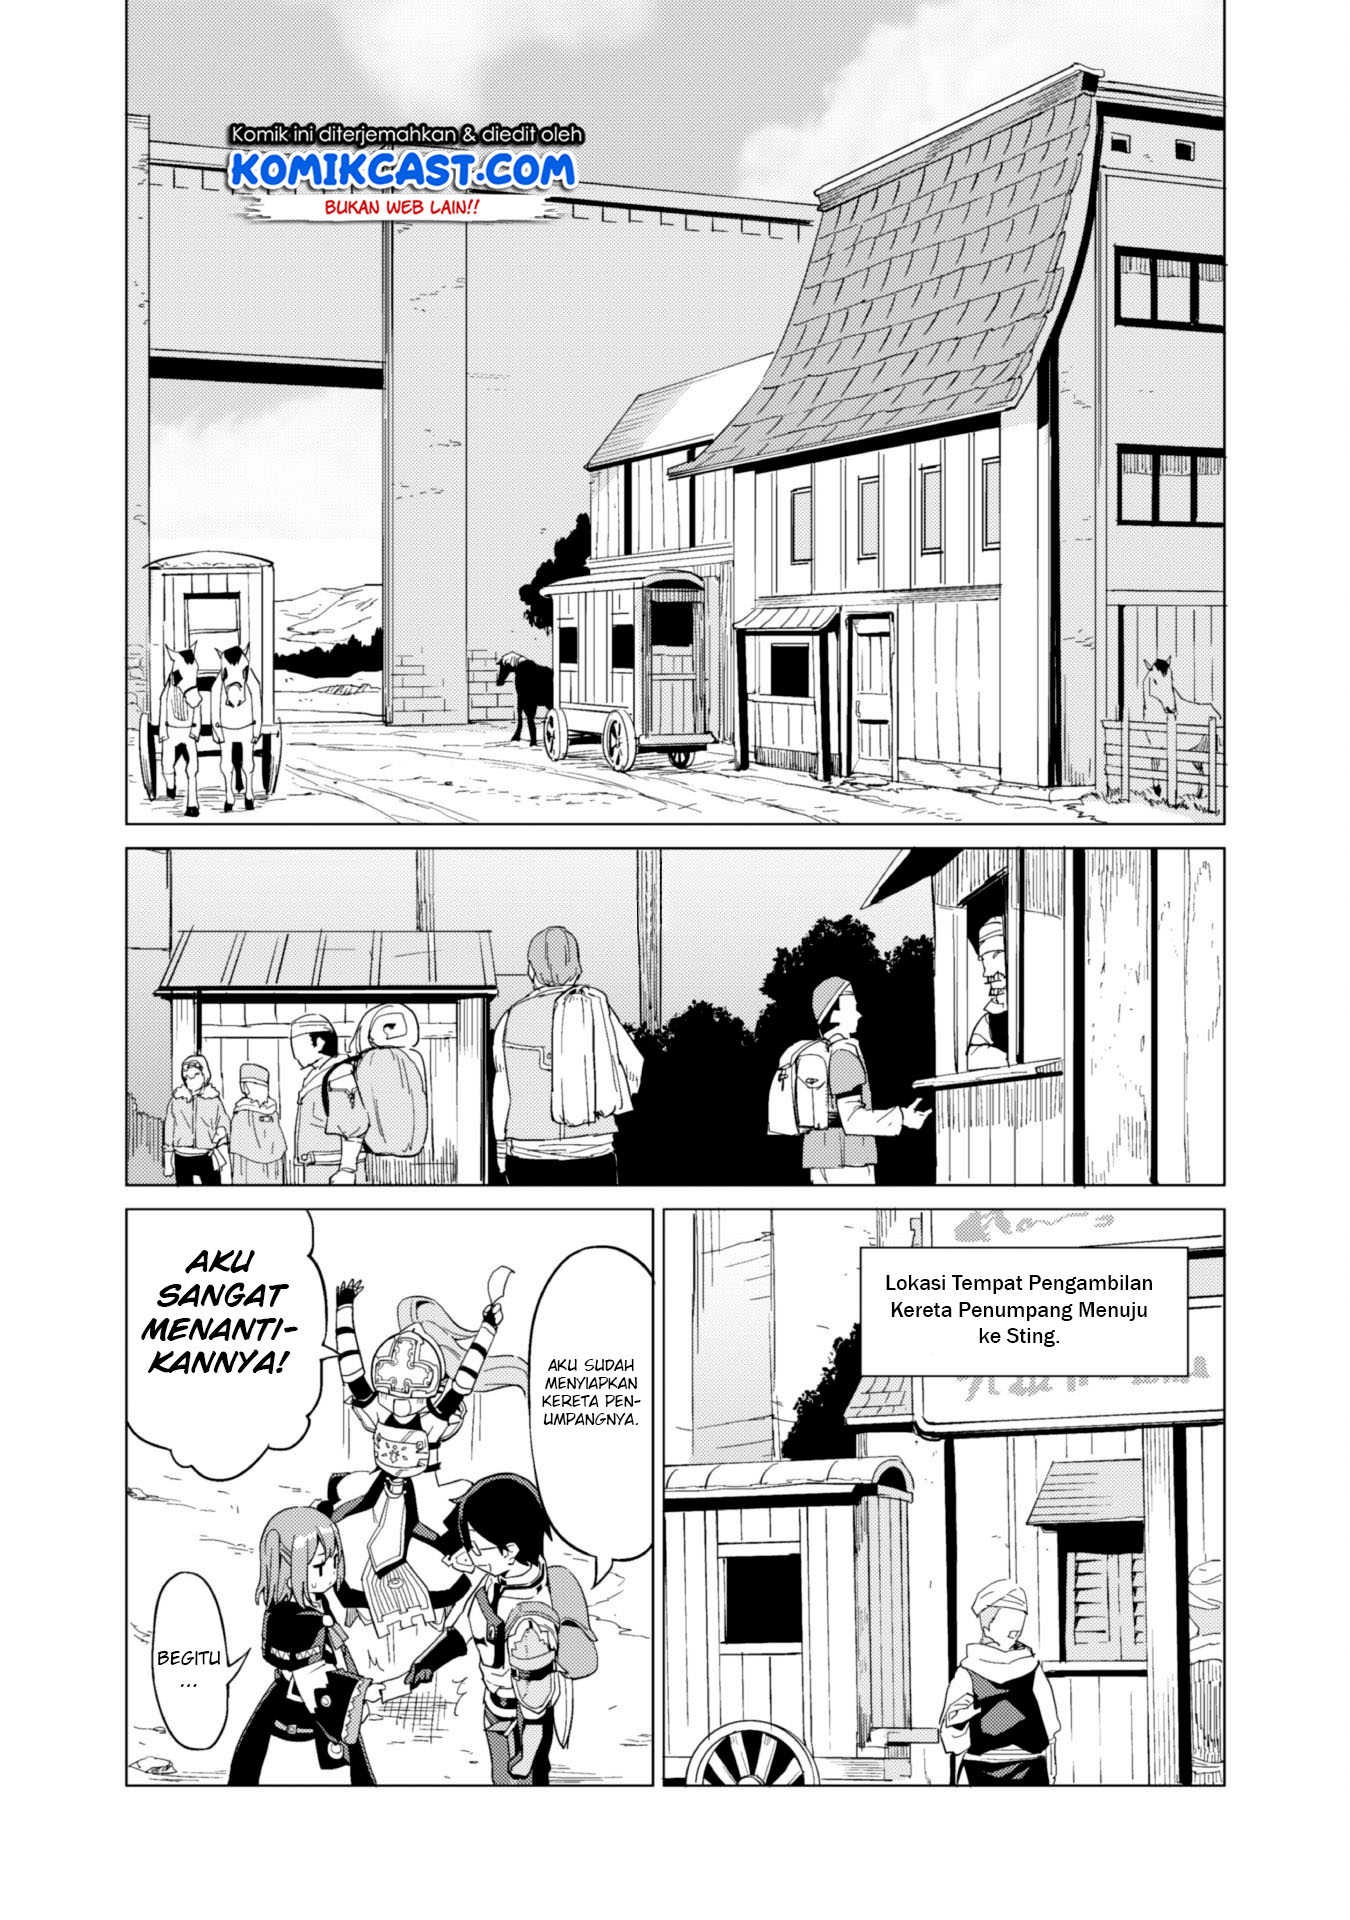 Komik ini diterjemahkan & diedit oleh
KOMIKCAST.COM
BUKAN WEB LAIN!!
Lokasi Tempat Pengambilan
Kereta Penumpang Menuju
ke Sting.
AKU SUDAH
MENYIAPKAN
KERETA PEN-
UMPANGNYA.
AKU
SANGAT
MENANTI-
KANNYA!
BEGITU
...